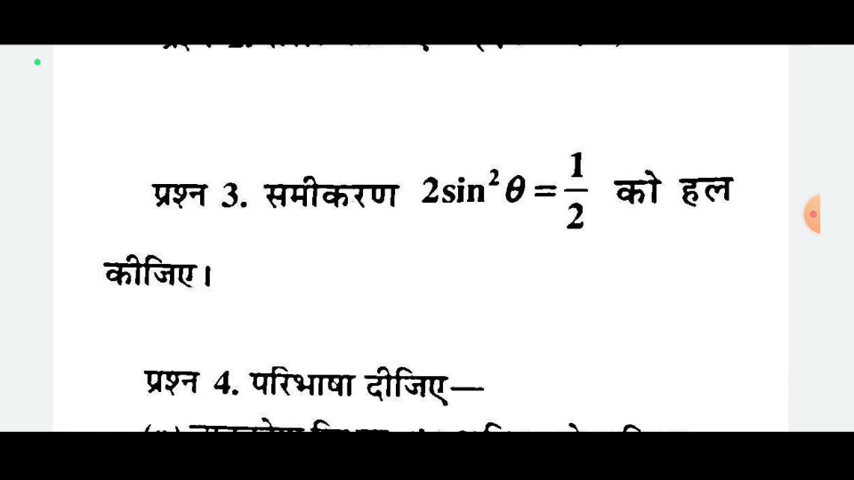 प्रश्न 3. समीकरण 2sin²θ = 1/2 को हल
कीजिए।
प्रश्न 4. परिभाषा दीजिए—